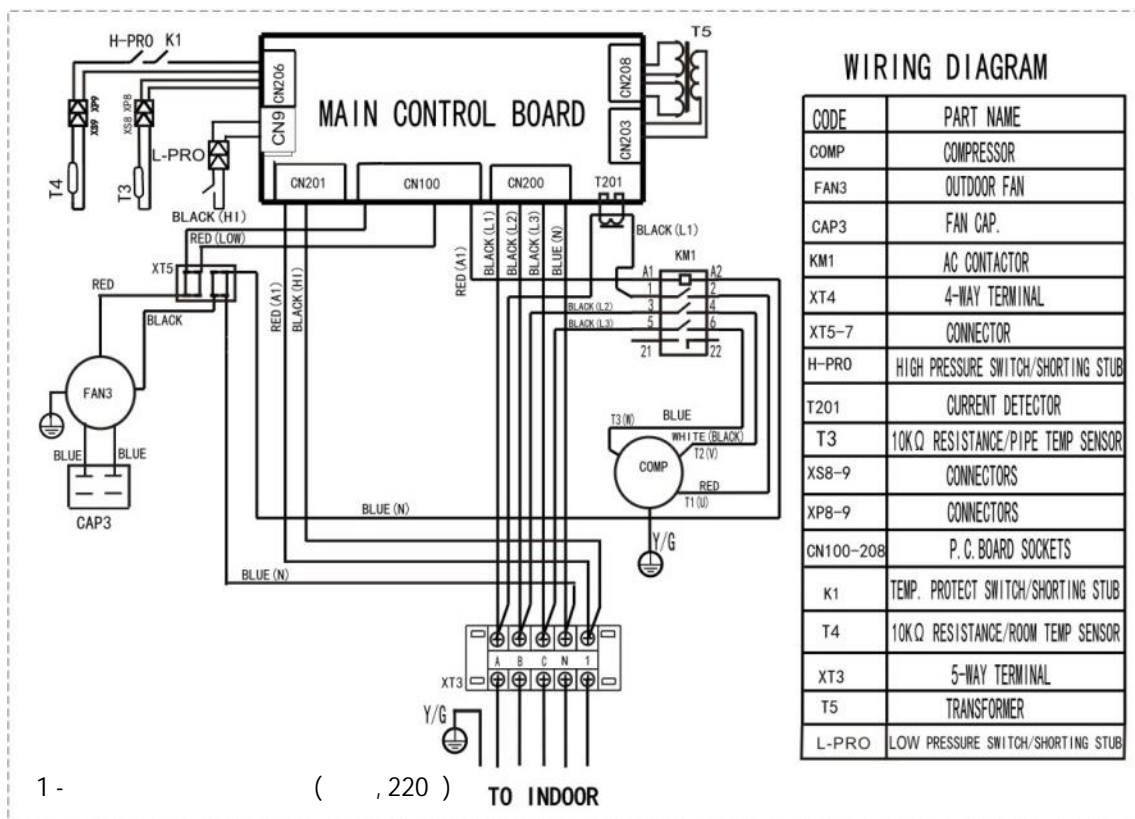 H-PRO K1
T5
CN206
CN9
MAIN CONTROL BOARD
CN208
CN203
XS9 XP9
XS8 XP8
L-PRO
T4
T3
CN201
CN100
CN200
T201
BLACK(HI)
RED(LOW)
XT5
RED
BLACK
RED(A1)
BLACK(HI)
RED(A1)
BLACK(L1)
BLACK(L2)
BLACK(L3)
BLUE(N)
BLACK(L1)
KM1
A1 A2
1 2
BLACK(L2) 3 4
BLACK(L3) 5 6
21 22
FAN3
BLUE BLUE
CAP3
T3(W) BLUE
WHITE(BLACK)
T2(V)
COMP
RED
T1(U)
BLUE(N)
Y/G
BLUE(N)
A B C N 1
XT3
Y/G
1 - ( , 220 )
TO INDOOR
WIRING DIAGRAM
CODE PART NAME
COMP COMPRESSOR
FAN3 OUTDOOR FAN
CAP3 FAN CAP.
KM1 AC CONTACTOR
XT4 4-WAY TERMINAL
XT5-7 CONNECTOR
H-PRO HIGH PRESSURE SWITCH/SHORTING STUB
T201 CURRENT DETECTOR
T3 10KΩ RESISTANCE/PIPE TEMP SENSOR
XS8-9 CONNECTORS
XP8-9 CONNECTORS
CN100-208 P.C.BOARD SOCKETS
K1 TEMP. PROTECT SWITCH/SHORTING STUB
T4 10KΩ RESISTANCE/ROOM TEMP SENSOR
XT3 5-WAY TERMINAL
T5 TRANSFORMER
L-PRO LOW PRESSURE SWITCH/SHORTING STUB